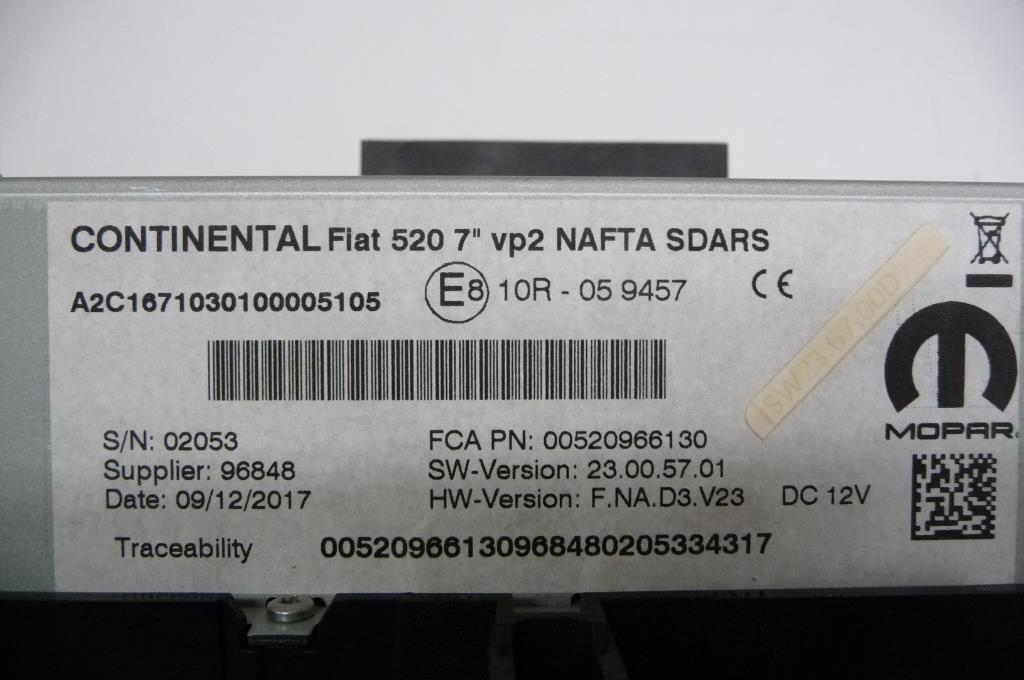 CONTINENTAL Fiat 520 7" vp2 NAFTA SDARS
A2C1671030100005105
E8 10R - 05 9457
CE
SW23.67.00D
MOPAR
S/N: 02053
FCA PN: 00520966130
Supplier: 96848
SW-Version: 23.00.57.01
Date: 09/12/2017
HW-Version: F.NA.D3.V23
DC 12V
Traceability
00520966130968480205334317